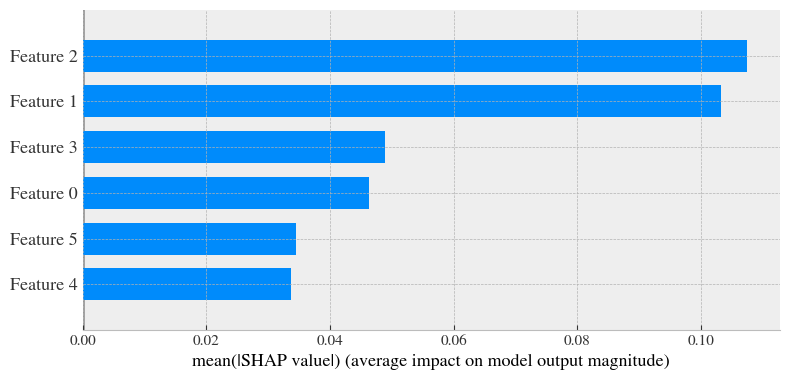 Feature 2
Feature 1
Feature 3
Feature 0
Feature 5
Feature 4
0.00 0.02 0.04 0.06 0.08 0.10
mean(|SHAP value|) (average impact on model output magnitude)